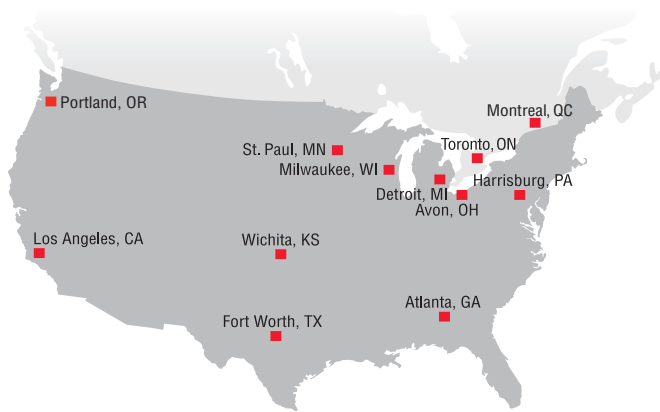 Portland, OR
Montreal, QC
St. Paul, MN
Toronto, ON
Milwaukee, WI
Detroit, MI
Harrisburg, PA
Avon, OH
Los Angeles, CA
Wichita, KS
Atlanta, GA
Fort Worth, TX